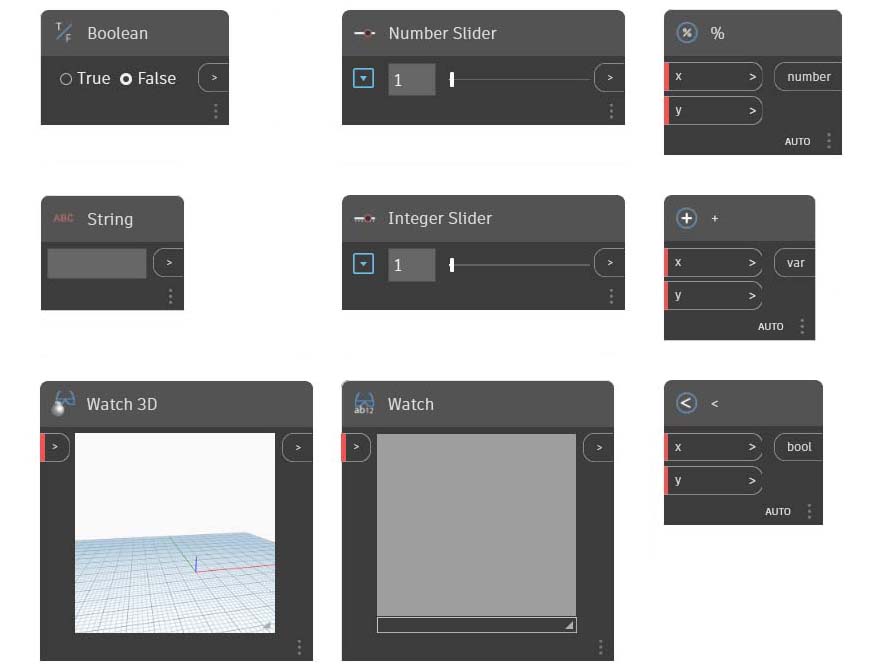 T/F Boolean
True False >
Number Slider
1 >
%
x > number
y >
AUTO
ABC String
>
Integer Slider
1 >
+ +
x > var
y >
AUTO
Watch 3D
> >
ab12 Watch
> >
< <
x > bool
y >
AUTO